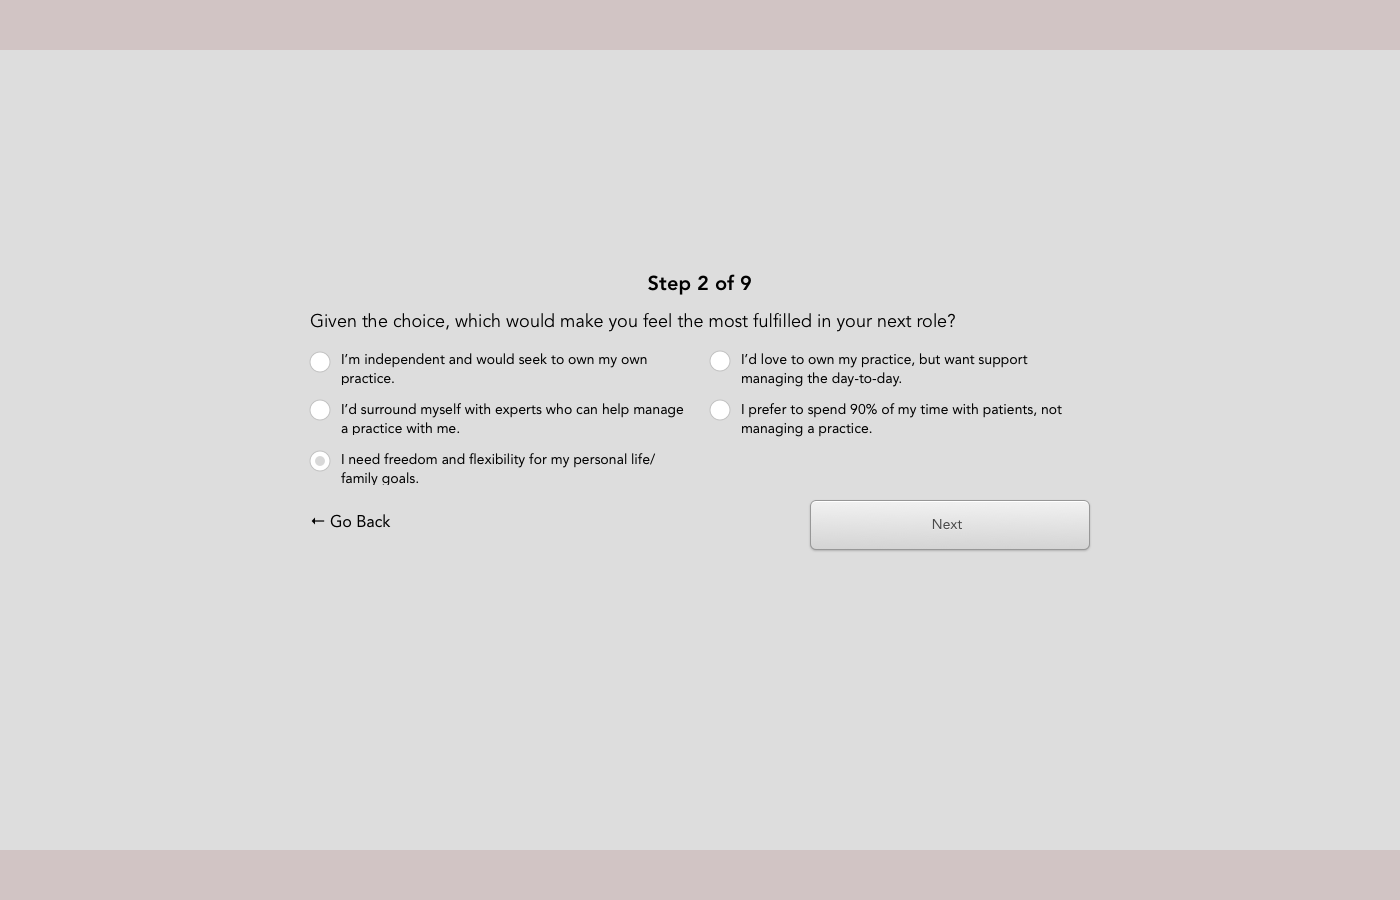 Step 2 of 9
Given the choice, which would make you feel the most fulfilled in your next role?
I’m independent and would seek to own my own
practice.
I’d love to own my practice, but want support
managing the day-to-day.
I’d surround myself with experts who can help manage
a practice with me.
I prefer to spend 90% of my time with patients, not
managing a practice.
I need freedom and flexibility for my personal life/
family goals.
← Go Back
Next